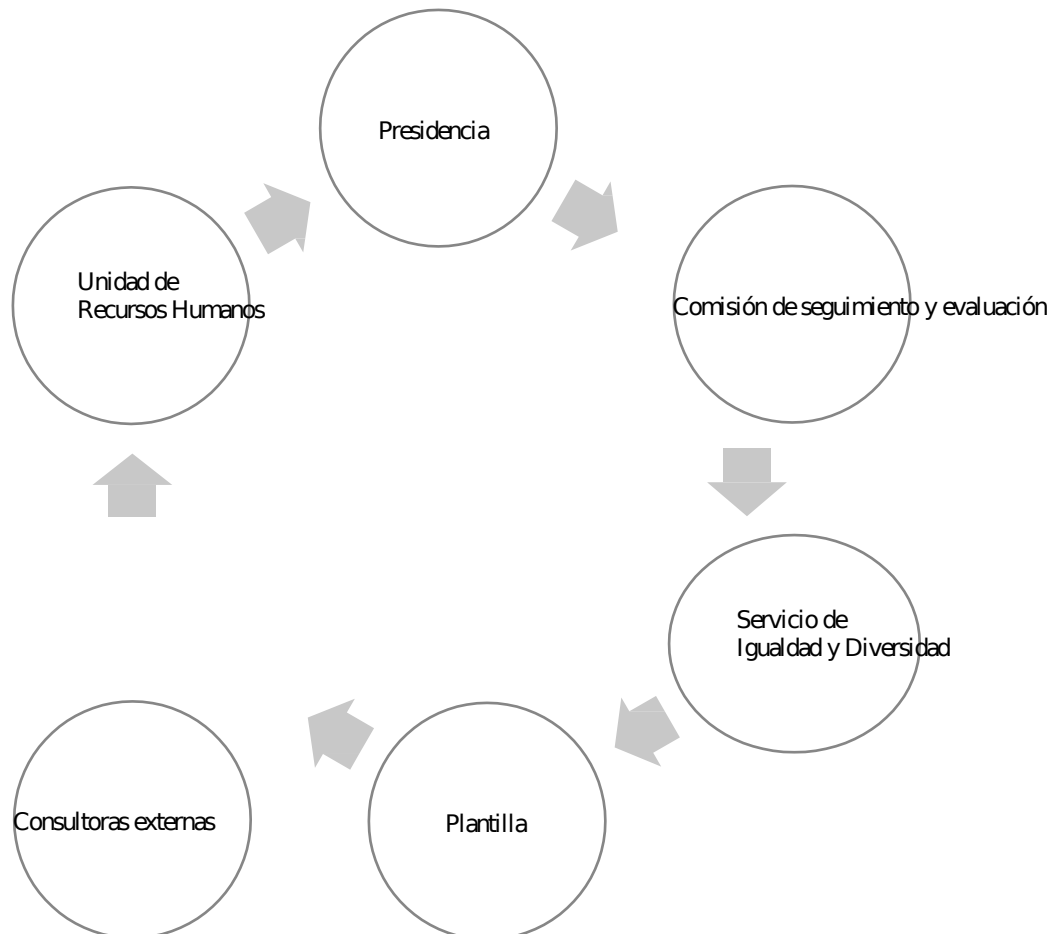 Presidencia
Unidad de
Recursos Humanos
Comisión de seguimiento y evaluación
Servicio de
Igualdad y Diversidad
Consultoras externas
Plantilla